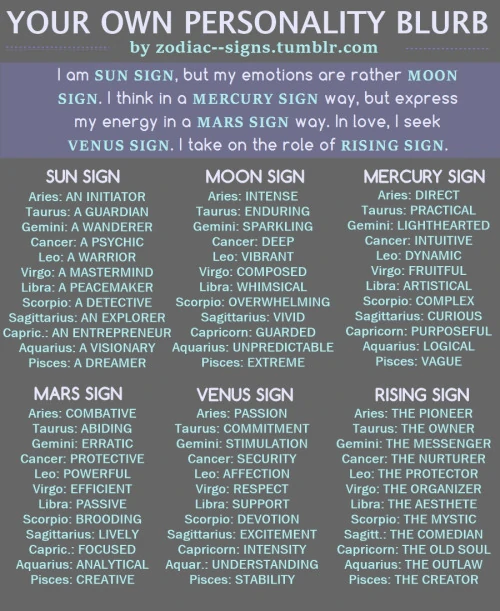 YOUR OWN PERSONALITY BLURB
by zodiac--signs.tumblr.com
I am SUN SIGN, but my emotions are rather MOON
SIGN. I think in a MERCURY SIGN way, but express
my energy in a MARS SIGN way. In love, I seek
VENUS SIGN. I take on the role of RISING SIGN.
SUN SIGN
Aries: AN INITIATOR
Taurus: A GUARDIAN
Gemini: A WANDERER
Cancer: A PSYCHIC
Leo: A WARRIOR
Virgo: A MASTERMIND
Libra: A PEACEMAKER
Scorpio: A DETECTIVE
Sagittarius: AN EXPLORER
Capric.: AN ENTREPRENEUR
Aquarius: A VISIONARY
Pisces: A DREAMER
MOON SIGN
Aries: INTENSE
Taurus: ENDURING
Gemini: SPARKLING
Cancer: DEEP
Leo: VIBRANT
Virgo: COMPOSED
Libra: WHIMSICAL
Scorpio: OVERWHELMING
Sagittarius: VIVID
Capricorn: GUARDED
Aquarius: UNPREDICTABLE
Pisces: EXTREME
MERCURY SIGN
Aries: DIRECT
Taurus: PRACTICAL
Gemini: LIGHTHEARTED
Cancer: INTUITIVE
Leo: DYNAMIC
Virgo: FRUITFUL
Libra: ARTISTICAL
Scorpio: COMPLEX
Sagittarius: CURIOUS
Capricorn: PURPOSEFUL
Aquarius: LOGICAL
Pisces: VAGUE
MARS SIGN
Aries: COMBATIVE
Taurus: ABIDING
Gemini: ERRATIC
Cancer: PROTECTIVE
Leo: POWERFUL
Virgo: EFFICIENT
Libra: PASSIVE
Scorpio: BROODING
Sagittarius: LIVELY
Capric.: FOCUSED
Aquarius: ANALYTICAL
Pisces: CREATIVE
VENUS SIGN
Aries: PASSION
Taurus: COMMITMENT
Gemini: STIMULATION
Cancer: SECURITY
Leo: AFFECTION
Virgo: RESPECT
Libra: SUPPORT
Scorpio: DEVOTION
Sagittarius: EXCITEMENT
Capricorn: INTENSITY
Aquar.: UNDERSTANDING
Pisces: STABILITY
RISING SIGN
Aries: THE PIONEER
Taurus: THE OWNER
Gemini: THE MESSENGER
Cancer: THE NURTURER
Leo: THE PROTECTOR
Virgo: THE ORGANIZER
Libra: THE AESTHETE
Scorpio: THE MYSTIC
Sagitt.: THE COMEDIAN
Capricorn: THE OLD SOUL
Aquarius: THE OUTLAW
Pisces: THE CREATOR